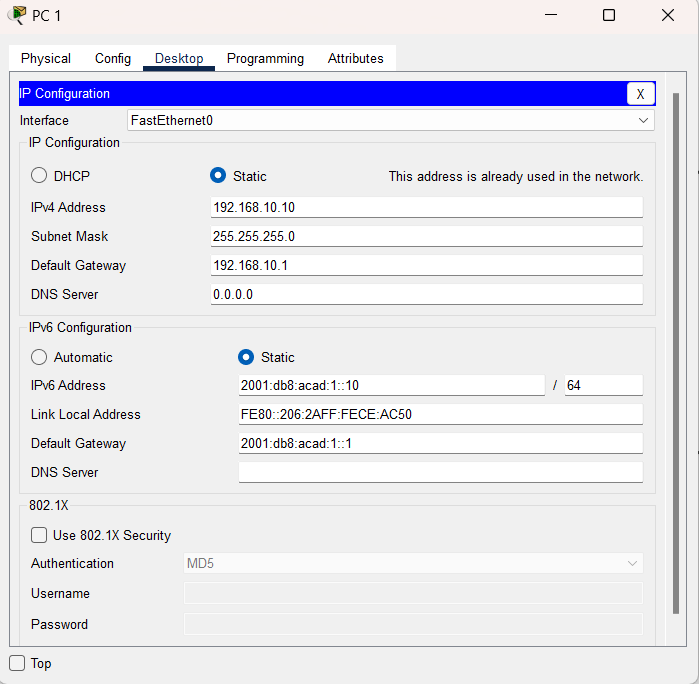 PC 1
Physical Config Desktop Programming Attributes
IP Configuration X
Interface FastEthernet0
IP Configuration
DHCP Static This address is already used in the network.
IPv4 Address 192.168.10.10
Subnet Mask 255.255.255.0
Default Gateway 192.168.10.1
DNS Server 0.0.0.0
IPv6 Configuration
Automatic Static
IPv6 Address 2001:db8:acad:1::10 / 64
Link Local Address FE80::206:2AFF:FECE:AC50
Default Gateway 2001:db8:acad:1::1
DNS Server
802.1X
Use 802.1X Security
Authentication MD5
Username
Password
Top